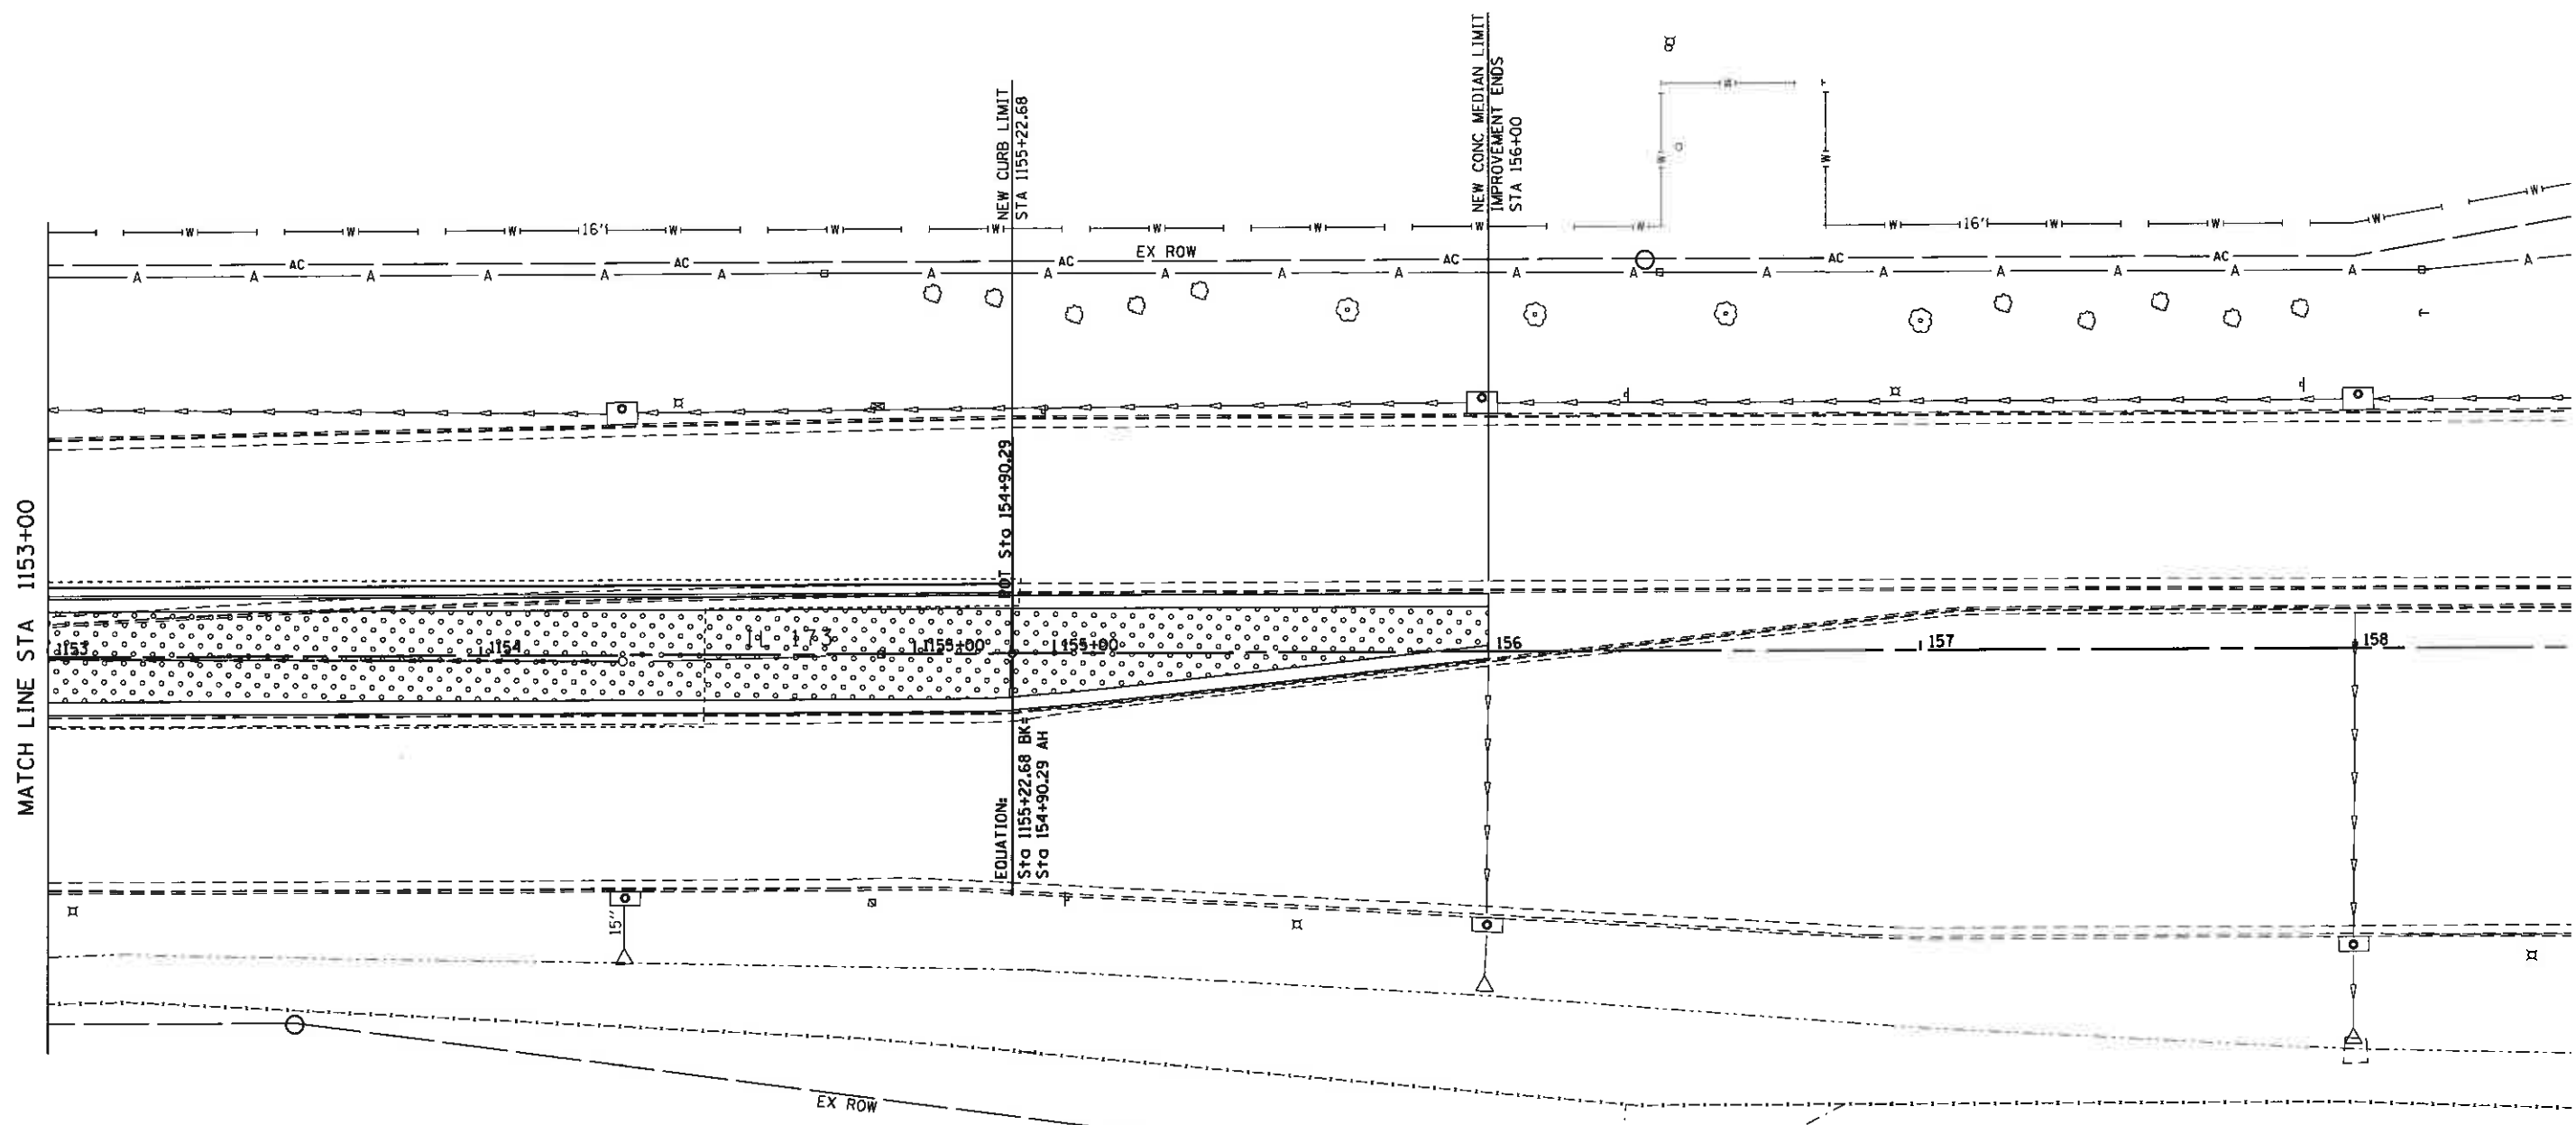 NEW CURB LIMIT
STA 1155+22.68
NEW CONC MEDIAN LIMIT
IMPROVEMENT ENDS
STA 156+00
W W W 16' W W W W W W W W 16' W W W W
W
W
W
AC AC AC EX ROW AC AC AC
A A A A A A A A A A A A A A A A A A A A A
MATCH LINE STA 1153+00
POT Sta 154+90.29
IL 173
1153 1154 1155+00 155+00 156 157 158
EQUATION:
Sta 1155+22.68 BK=
Sta 154+90.29 AH
15"
EX ROW